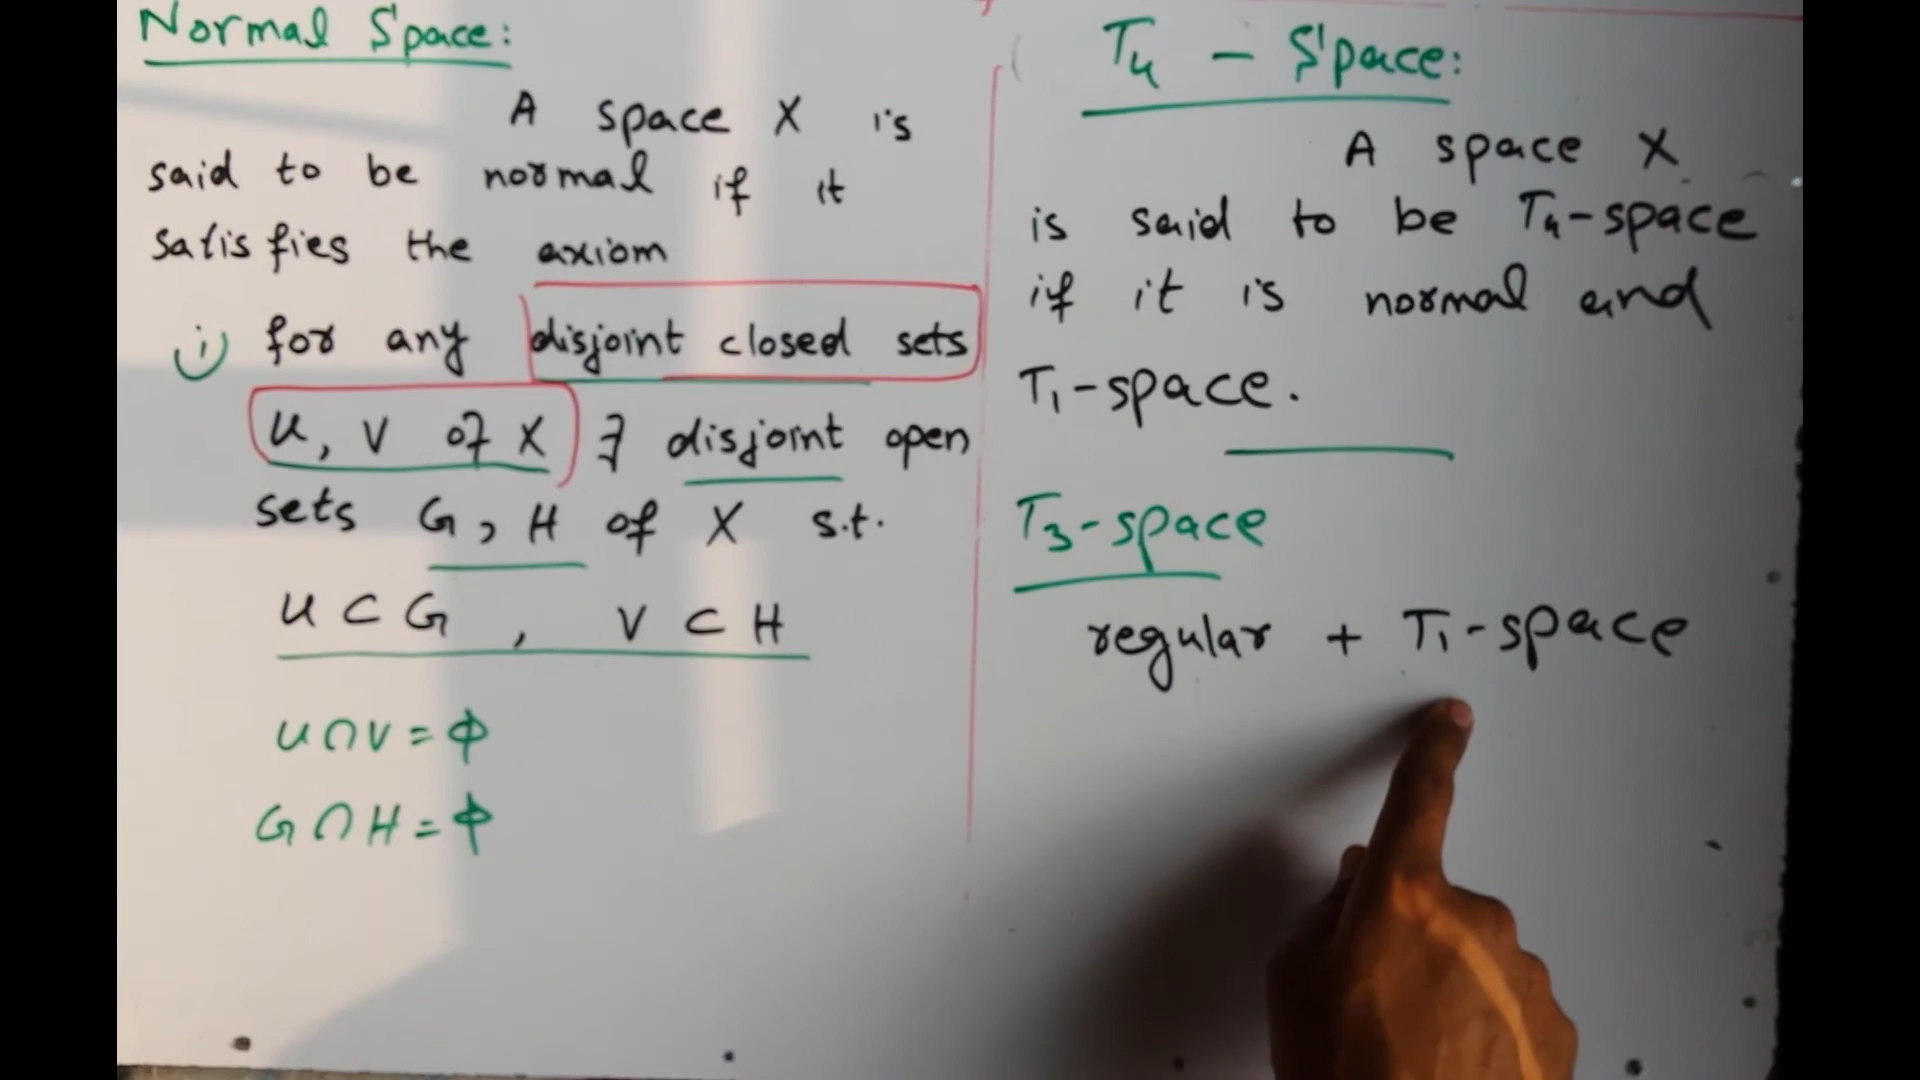 Normal Space:
A space X is
said to be normal if it
satisfies the axiom
i) for any disjoint closed sets
U, V of X ∃ disjoint open
sets G, H of X s.t.
U ⊂ G , V ⊂ H
U ∩ V = ϕ
G ∩ H = ϕ
T₄ - Space:
A space X
is said to be T₄-space
if it is normal and
T₁-space.
T₃-space
regular + T₁-space